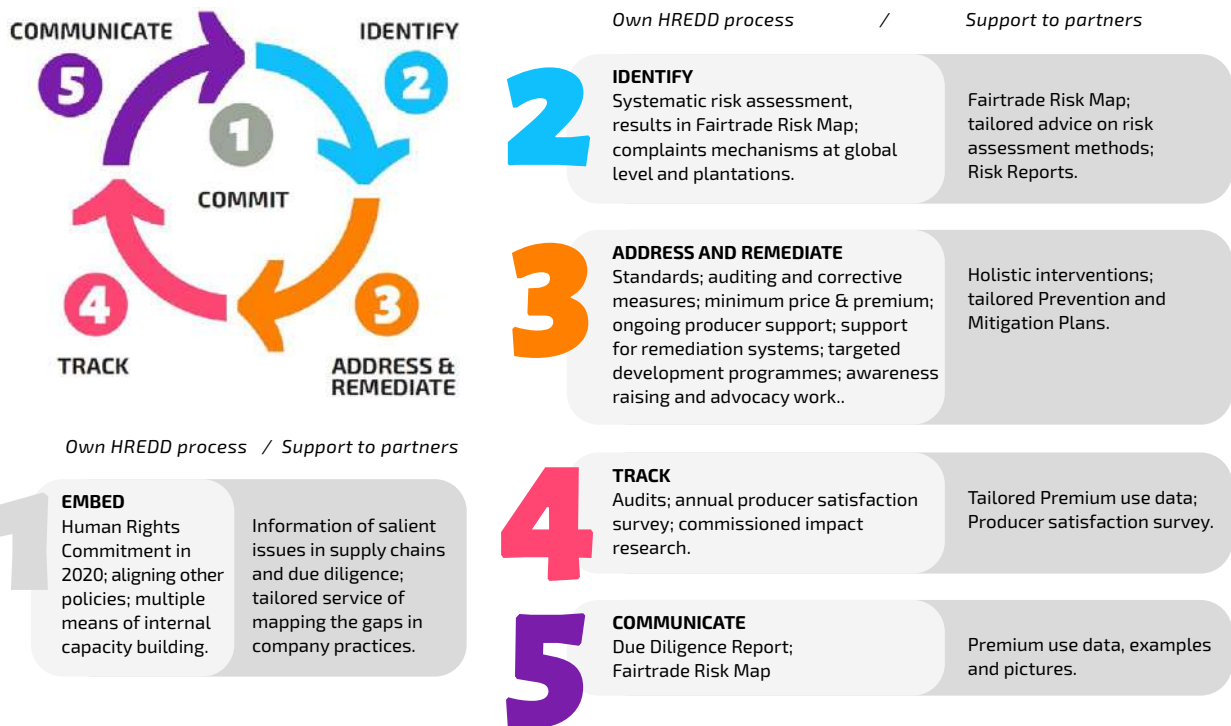 COMMUNICATE
5
IDENTIFY
2
1
COMMIT
4
TRACK
3
ADDRESS &
REMEDIATE
Own HREDD process / Support to partners
1
EMBED
Human Rights
Commitment in
2020; aligning other
policies; multiple
means of internal
capacity building.
Information of salient
issues in supply chains
and due diligence;
tailored service of
mapping the gaps in
company practices.
Own HREDD process / Support to partners
2
IDENTIFY
Systematic risk assessment,
results in Fairtrade Risk Map;
complaints mechanisms at global
level and plantations.
Fairtrade Risk Map;
tailored advice on risk
assessment methods;
Risk Reports.
3
ADDRESS AND REMEDIATE
Standards; auditing and corrective
measures; minimum price & premium;
ongoing producer support; support
for remediation systems; targeted
development programmes; awareness
raising and advocacy work..
Holistic interventions;
tailored Prevention and
Mitigation Plans.
4
TRACK
Audits; annual producer satisfaction
survey; commissioned impact
research.
Tailored Premium use data;
Producer satisfaction survey.
5
COMMUNICATE
Due Diligence Report;
Fairtrade Risk Map
Premium use data, examples
and pictures.